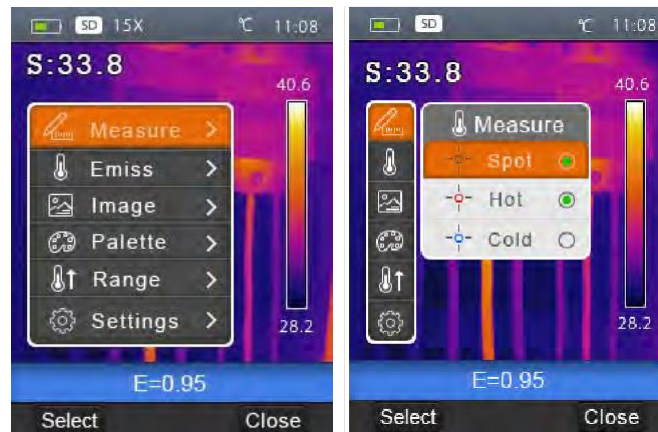 SD 15X ℃ 11:08
S:33.8
40.6
Measure
Emiss
Image
Palette
Range
Settings
28.2
E=0.95
Select Close
SD ℃ 11:08
S:33.8
40.6
Measure
Spot
Hot
Cold
28.2
E=0.95
Select Close